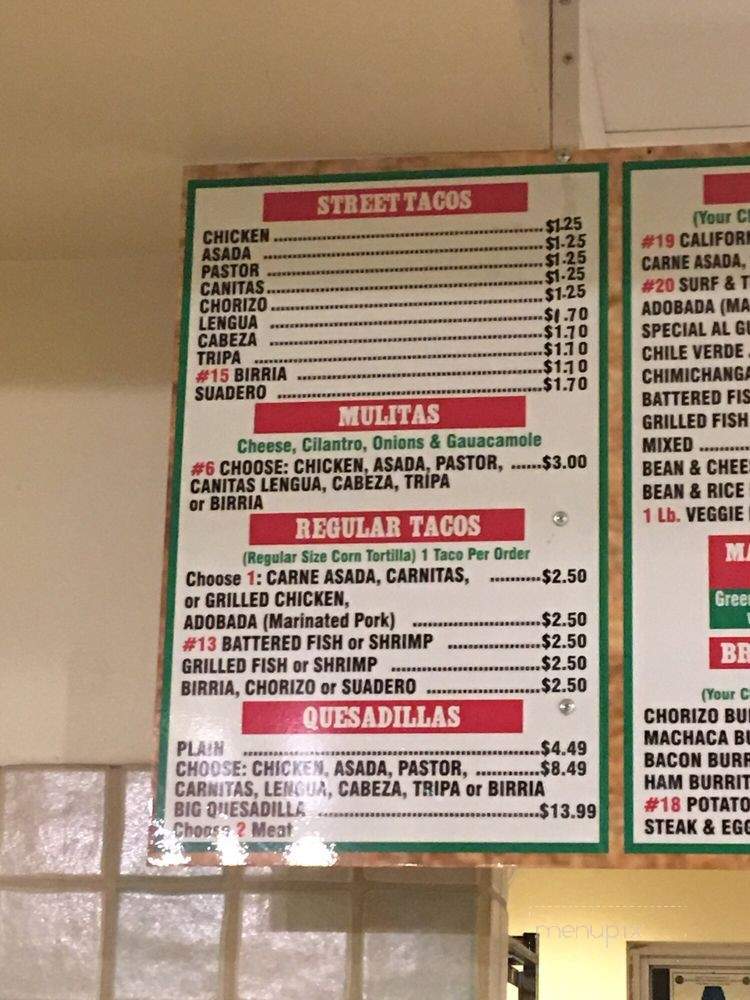 STREET TACOS
CHICKEN ........ $1.25
ASADA ........ $1.25
PASTOR ........ $1.25
CANITAS ........ $1.25
CHORIZO ........ $1.25
LENGUA ........ $1.70
CABEZA ........ $1.70
TRIPA ........ $1.70
#15 BIRRIA ........ $1.70
SUADERO ........ $1.70
MULITAS
Cheese, Cilantro, Onions & Gauacamole
#6 CHOOSE: CHICKEN, ASADA, PASTOR, ......$3.00
CANITAS LENGUA, CABEZA, TRIPA
or BIRRIA
REGULAR TACOS
(Regular Size Corn Tortilla) 1 Taco Per Order
Choose 1: CARNE ASADA, CARNITAS, ..........$2.50
or GRILLED CHICKEN,
ADOBADA (Marinated Pork) ........ $2.50
#13 BATTERED FISH or SHRIMP ........ $2.50
GRILLED FISH or SHRIMP ........ $2.50
BIRRIA, CHORIZO or SUADERO ........ $2.50
QUESADILLAS
PLAIN ........ $4.49
CHOOSE: CHICKEN, ASADA, PASTOR, ........ $8.49
CARNITAS, LENGUA, CABEZA, TRIPA or BIRRIA
BIG QUESADILLA ........ $13.99
Choose 2 Meat
(Your C
#19 CALIFOR
CARNE ASADA,
#20 SURF & T
ADOBADA (MA
SPECIAL AL GU
CHILE VERDE
CHIMICHANGA
BATTERED FIS
GRILLED FISH
MIXED ........
BEAN & CHEE
BEAN & RICE
1 Lb. VEGGIE
MA
Gree
BR
(Your C
CHORIZO BU
MACHACA BU
BACON BURR
HAM BURRIT
#18 POTATO
STEAK & EGG
menupix